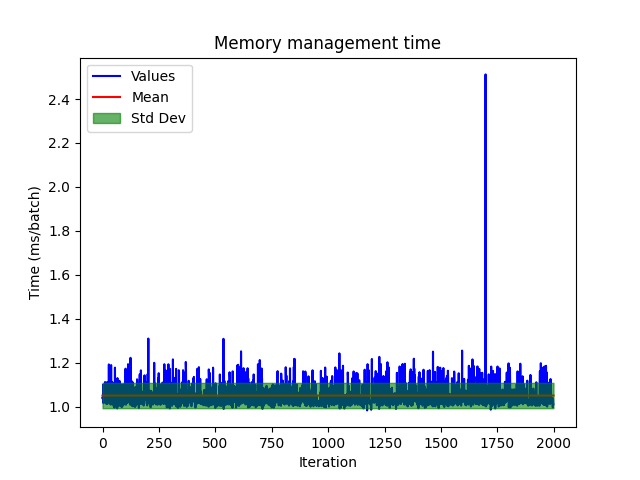 Memory management time
Values
Mean
Std Dev
2.4
2.2
2.0
1.8
1.6
1.4
1.2
1.0
Time (ms/batch)
0 250 500 750 1000 1250 1500 1750 2000
Iteration